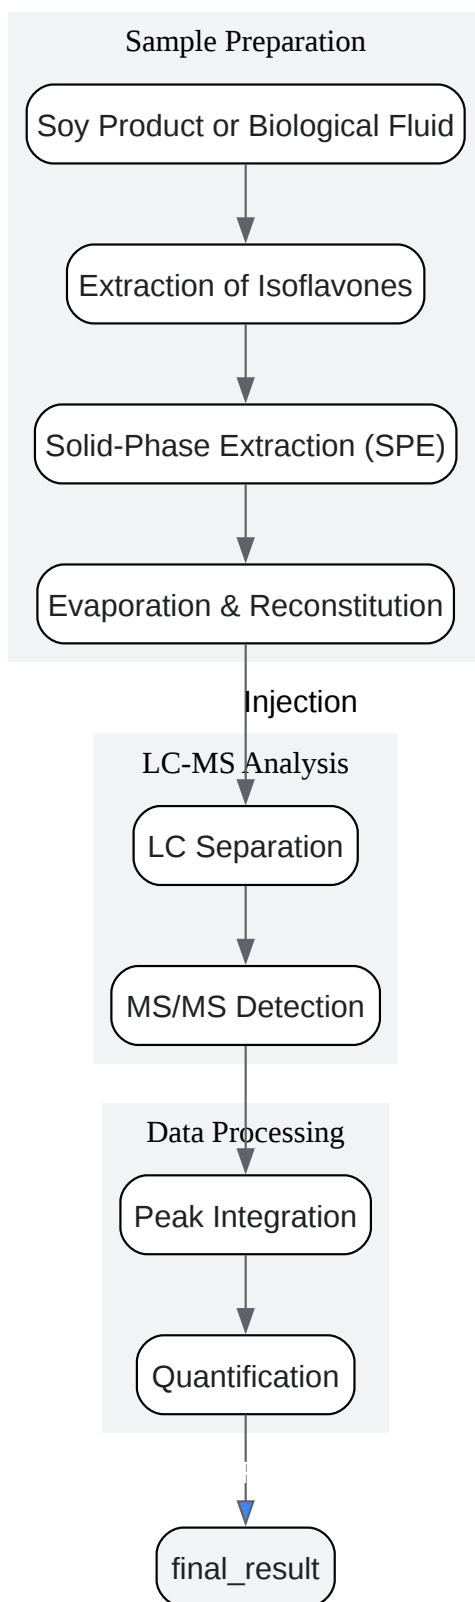 Sample Preparation
Soy Product or Biological Fluid
Extraction of Isoflavones
Solid-Phase Extraction (SPE)
Evaporation & Reconstitution
Injection
LC-MS Analysis
LC Separation
MS/MS Detection
Data Processing
Peak Integration
Quantification
final_result